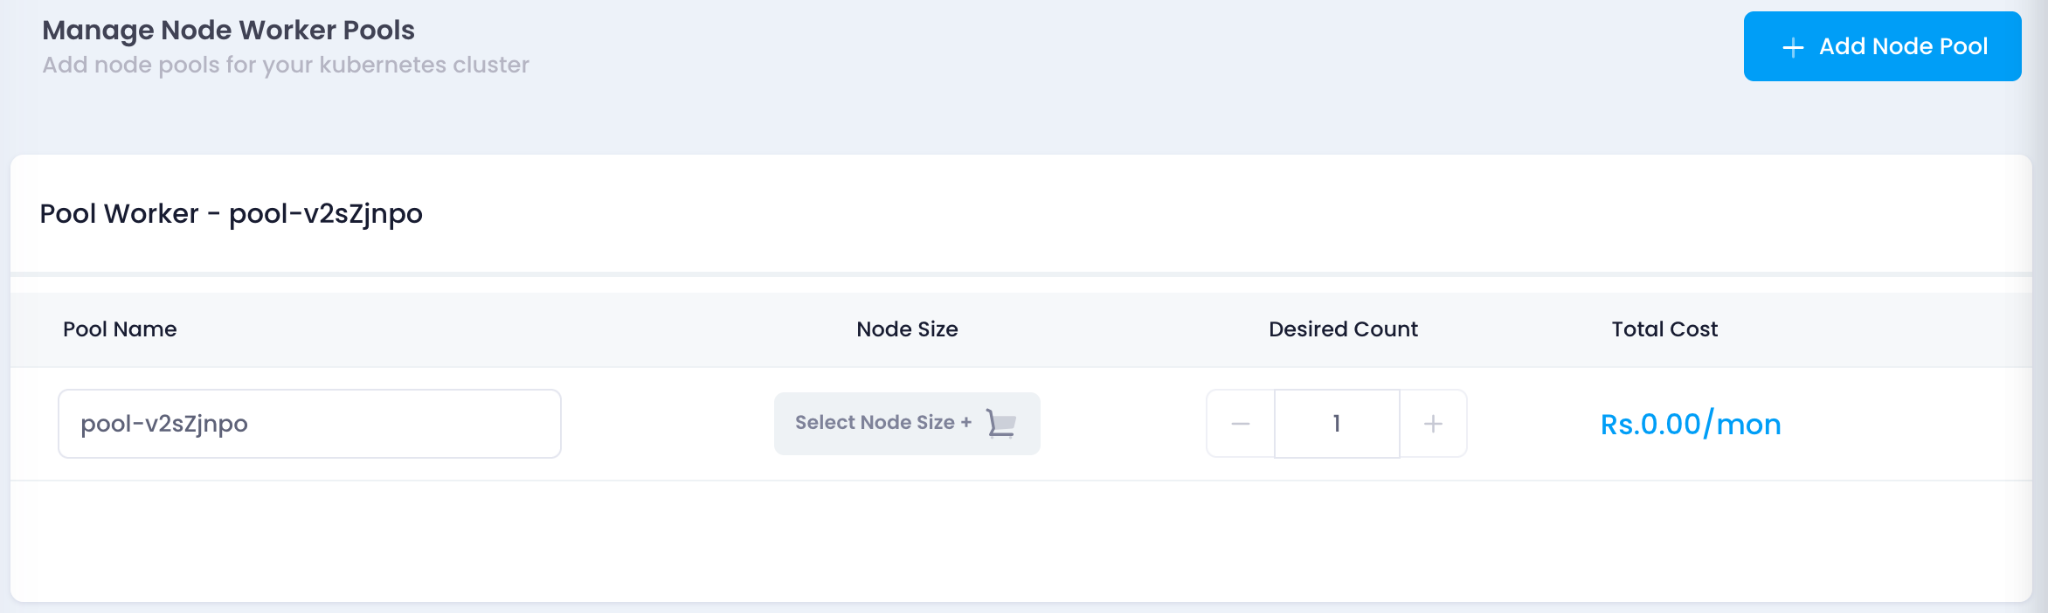 Manage Node Worker Pools
Add node pools for your kubernetes cluster
+ Add Node Pool
Pool Worker - pool-v2sZjnpo
Pool Name Node Size Desired Count Total Cost
pool-v2sZjnpo Select Node Size + − 1 + Rs.0.00/mon